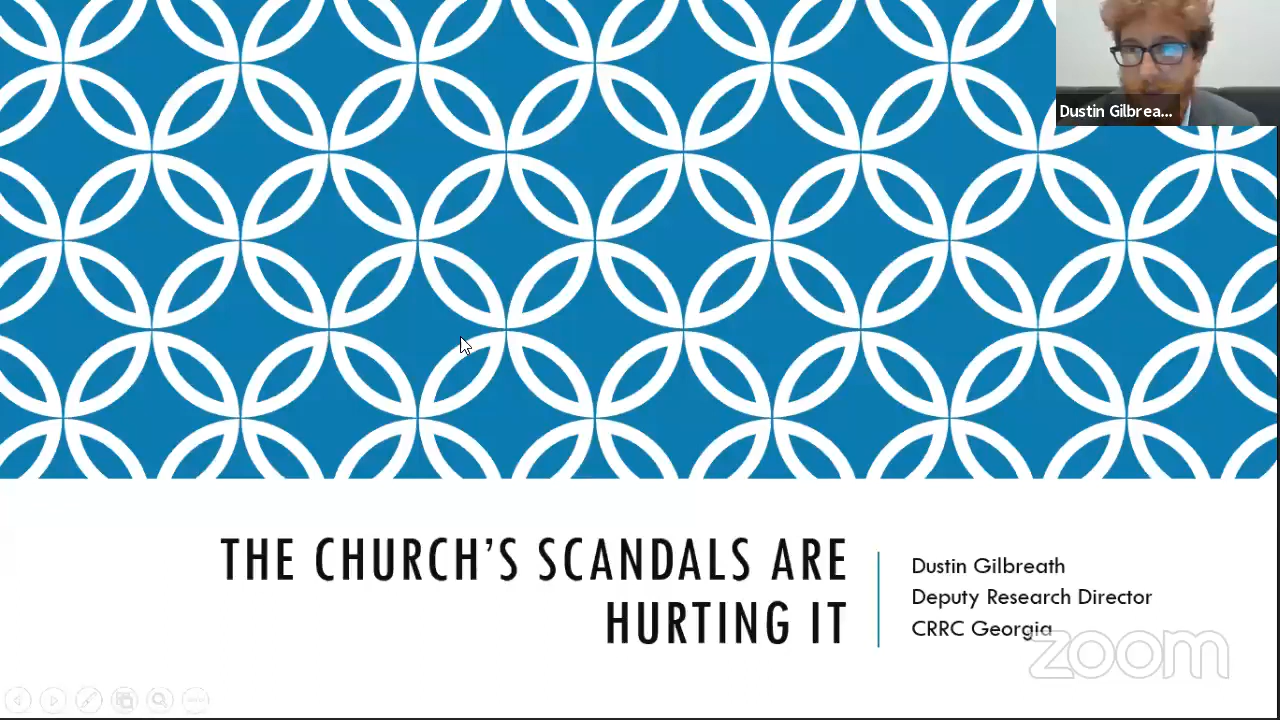 Dustin Gilbrea...
THE CHURCH'S SCANDALS ARE
HURTING IT
Dustin Gilbreath
Deputy Research Director
CRRC Georgia
zoom